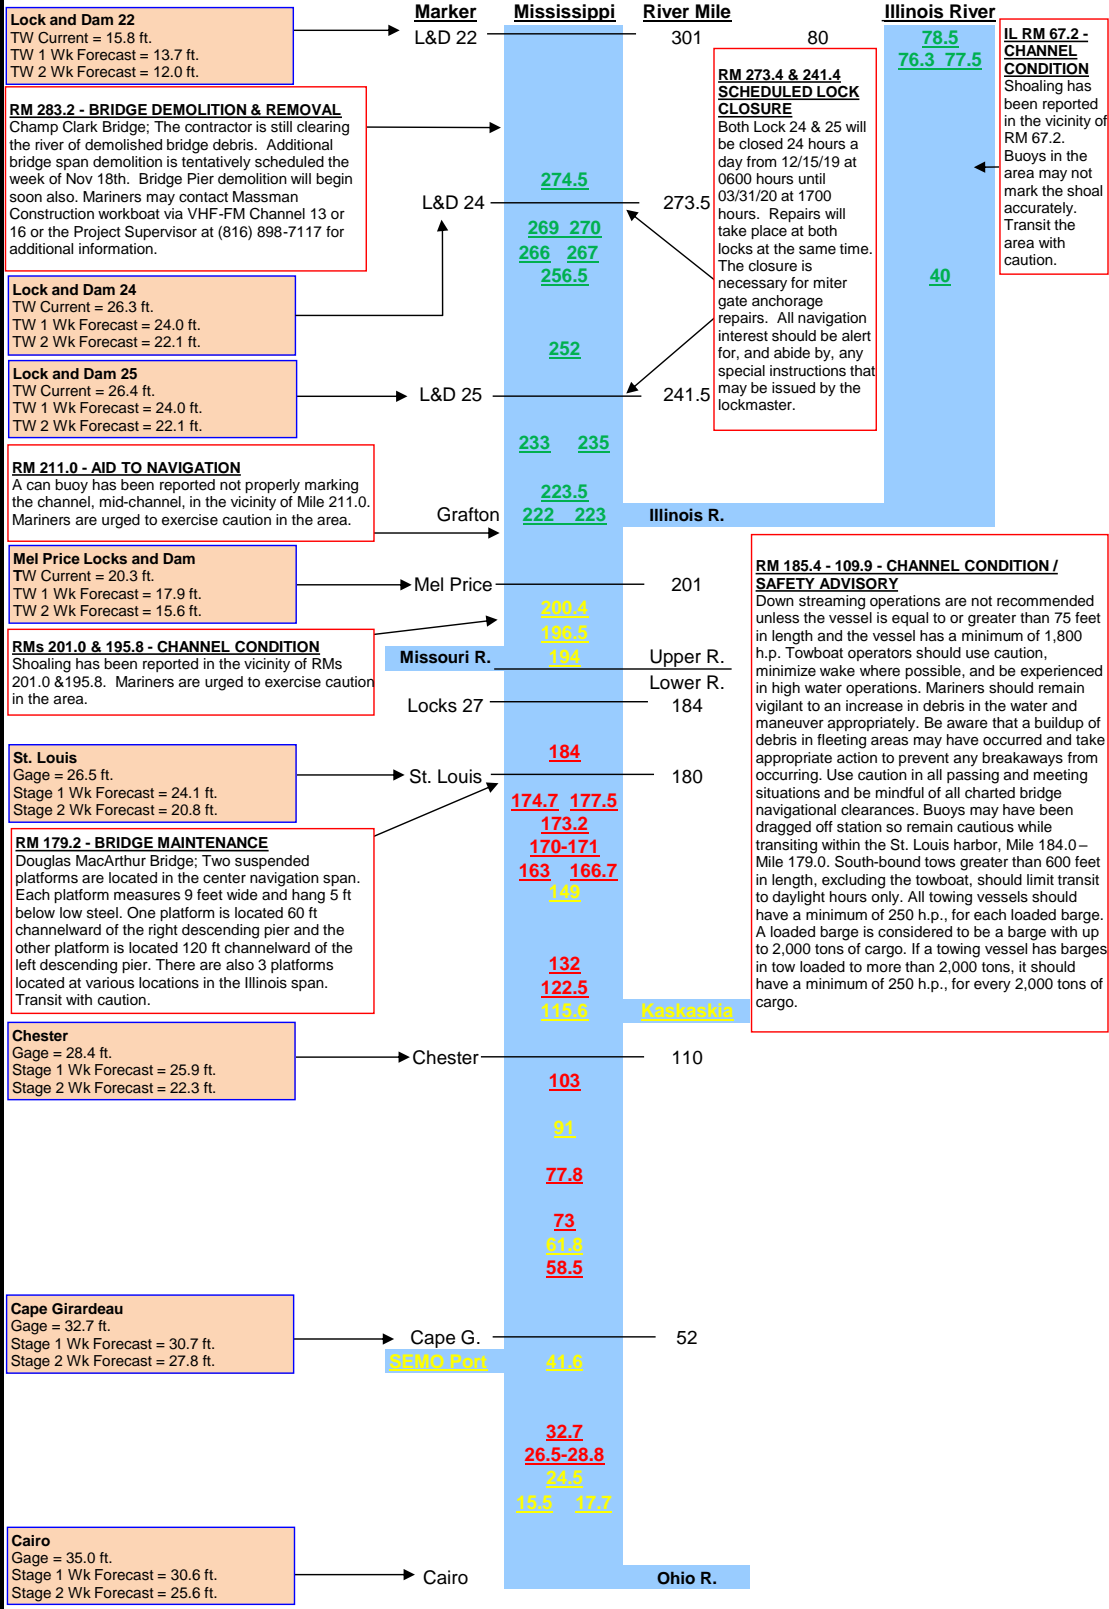 Marker Mississippi River Mile Illinois River
Lock and Dam 22
TW Current = 15.8 ft.
TW 1 Wk Forecast = 13.7 ft.
TW 2 Wk Forecast = 12.0 ft.
L&D 22 301 80
78.5
76.3 77.5
IL RM 67.2 -
CHANNEL
CONDITION
Shoaling has
been reported
in the vicinity of
RM 67.2.
Buoys in the
area may not
mark the shoal
accurately.
Transit the
area with
caution.
RM 283.2 - BRIDGE DEMOLITION & REMOVAL
Champ Clark Bridge; The contractor is still clearing
the river of demolished bridge debris. Additional
bridge span demolition is tentatively scheduled the
week of Nov 18th. Bridge Pier demolition will begin
soon also. Mariners may contact Massman
Construction workboat via VHF-FM Channel 13 or
16 or the Project Supervisor at (816) 898-7117 for
additional information.
RM 273.4 & 241.4
SCHEDULED LOCK
CLOSURE
Both Lock 24 & 25 will
be closed 24 hours a
day from 12/15/19 at
0600 hours until
03/31/20 at 1700
hours. Repairs will
take place at both
locks at the same time.
The closure is
necessary for miter
gate anchorage
repairs. All navigation
interest should be alert
for, and abide by, any
special instructions that
may be issued by the
lockmaster.
274.5
L&D 24 273.5
269 270
266 267
256.5
40
Lock and Dam 24
TW Current = 26.3 ft.
TW 1 Wk Forecast = 24.0 ft.
TW 2 Wk Forecast = 22.1 ft.
252
Lock and Dam 25
TW Current = 26.4 ft.
TW 1 Wk Forecast = 24.0 ft.
TW 2 Wk Forecast = 22.1 ft.
L&D 25 241.5
233 235
RM 211.0 - AID TO NAVIGATION
A can buoy has been reported not properly marking
the channel, mid-channel, in the vicinity of Mile 211.0.
Mariners are urged to exercise caution in the area.
223.5
Grafton 222 223 Illinois R.
Mel Price Locks and Dam
TW Current = 20.3 ft.
TW 1 Wk Forecast = 17.9 ft.
TW 2 Wk Forecast = 15.6 ft.
Mel Price 201
200.4
196.5
Missouri R. 194 Upper R.
Lower R.
RMs 201.0 & 195.8 - CHANNEL CONDITION
Shoaling has been reported in the vicinity of RMs
201.0 &195.8. Mariners are urged to exercise caution
in the area.
Locks 27 184
RM 185.4 - 109.9 - CHANNEL CONDITION /
SAFETY ADVISORY
Down streaming operations are not recommended
unless the vessel is equal to or greater than 75 feet
in length and the vessel has a minimum of 1,800
h.p. Towboat operators should use caution,
minimize wake where possible, and be experienced
in high water operations. Mariners should remain
vigilant to an increase in debris in the water and
maneuver appropriately. Be aware that a buildup of
debris in fleeting areas may have occurred and take
appropriate action to prevent any breakaways from
occurring. Use caution in all passing and meeting
situations and be mindful of all charted bridge
navigational clearances. Buoys may have been
dragged off station so remain cautious while
transiting within the St. Louis harbor, Mile 184.0 –
Mile 179.0. South-bound tows greater than 600 feet
in length, excluding the towboat, should limit transit
to daylight hours only. All towing vessels should
have a minimum of 250 h.p., for each loaded barge.
A loaded barge is considered to be a barge with up
to 2,000 tons of cargo. If a towing vessel has barges
in tow loaded to more than 2,000 tons, it should
have a minimum of 250 h.p., for every 2,000 tons of
cargo.
184
St. Louis
Gage = 26.5 ft.
Stage 1 Wk Forecast = 24.1 ft.
Stage 2 Wk Forecast = 20.8 ft.
St. Louis 180
174.7 177.5
173.2
170-171
163 166.7
149
RM 179.2 - BRIDGE MAINTENANCE
Douglas MacArthur Bridge; Two suspended
platforms are located in the center navigation span.
Each platform measures 9 feet wide and hang 5 ft
below low steel. One platform is located 60 ft
channelward of the right descending pier and the
other platform is located 120 ft channelward of the
left descending pier. There are also 3 platforms
located at various locations in the Illinois span.
Transit with caution.
132
122.5
115.6 Kaskaskia
Chester
Gage = 28.4 ft.
Stage 1 Wk Forecast = 25.9 ft.
Stage 2 Wk Forecast = 22.3 ft.
Chester 110
103
91
77.8
73
61.8
58.5
Cape Girardeau
Gage = 32.7 ft.
Stage 1 Wk Forecast = 30.7 ft.
Stage 2 Wk Forecast = 27.8 ft.
Cape G. 52
SEMO Port 41.6
32.7
26.5-28.8
24.5
15.5 17.7
Cairo
Gage = 35.0 ft.
Stage 1 Wk Forecast = 30.6 ft.
Stage 2 Wk Forecast = 25.6 ft.
Cairo Ohio R.